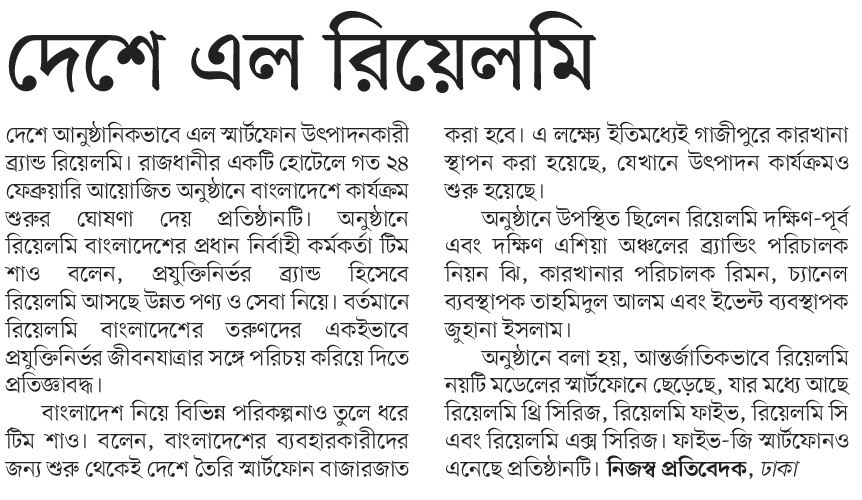 দেশে এল রিয়েলমি
দেশে আনুষ্ঠানিকভাবে এল স্মার্টফোন উৎপাদনকারী
ব্র্যান্ড রিয়েলমি। রাজধানীর একটি হোটেলে গত ২৪
ফেব্রুয়ারি আয়োজিত অনুষ্ঠানে বাংলাদেশে কার্যক্রম
শুরুর ঘোষণা দেয় প্রতিষ্ঠানটি। অনুষ্ঠানে
রিয়েলমি বাংলাদেশের প্রধান নির্বাহী কর্মকর্তা টিম
শাও বলেন, প্রযুক্তিনির্ভর ব্র্যান্ড হিসেবে
রিয়েলমি আসছে উন্নত পণ্য ও সেবা নিয়ে। বর্তমানে
রিয়েলমি বাংলাদেশের তরুণদের একইভাবে
প্রযুক্তিনির্ভর জীবনযাত্রার সঙ্গে পরিচয় করিয়ে দিতে
প্রতিজ্ঞাবদ্ধ।
বাংলাদেশ নিয়ে বিভিন্ন পরিকল্পনাও তুলে ধরে
টিম শাও। বলেন, বাংলাদেশের ব্যবহারকারীদের
জন্য শুরু থেকেই দেশে তৈরি স্মার্টফোন বাজারজাত
করা হবে। এ লক্ষ্যে ইতিমধ্যেই গাজীপুরে কারখানা
স্থাপন করা হয়েছে, যেখানে উৎপাদন কার্যক্রমও
শুরু হয়েছে।
অনুষ্ঠানে উপস্থিত ছিলেন রিয়েলমি দক্ষিণ-পূর্ব
এবং দক্ষিণ এশিয়া অঞ্চলের ব্র্যান্ডিং পরিচালক
নিয়ন ঝি, কারখানার পরিচালক রিমন, চ্যানেল
ব্যবস্থাপক তাহমিদুল আলম এবং ইভেন্ট ব্যবস্থাপক
জুহানা ইসলাম।
অনুষ্ঠানে বলা হয়, আন্তর্জাতিকভাবে রিয়েলমি
নয়টি মডেলের স্মার্টফোনে ছেড়েছে, যার মধ্যে আছে
রিয়েলমি থ্রি সিরিজ, রিয়েলমি ফাইভ, রিয়েলমি সি
এবং রিয়েলমি এক্স সিরিজ। ফাইভ-জি স্মার্টফোনও
এনেছে প্রতিষ্ঠানটি। নিজস্ব প্রতিবেদক, ঢাকা